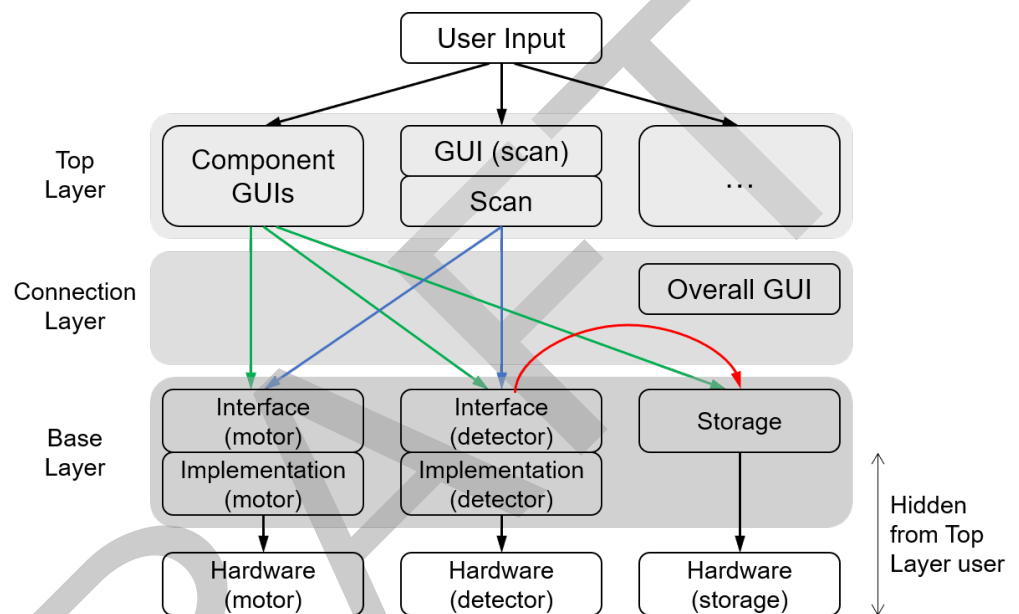 User Input
Top
Layer
Component
GUIs
GUI (scan)
Scan
...
Connection
Layer
Overall GUI
Base
Layer
Interface
(motor)
Implementation
(motor)
Interface
(detector)
Implementation
(detector)
Storage
Hidden
from Top
Layer user
Hardware
(motor)
Hardware
(detector)
Hardware
(storage)
DRAFT